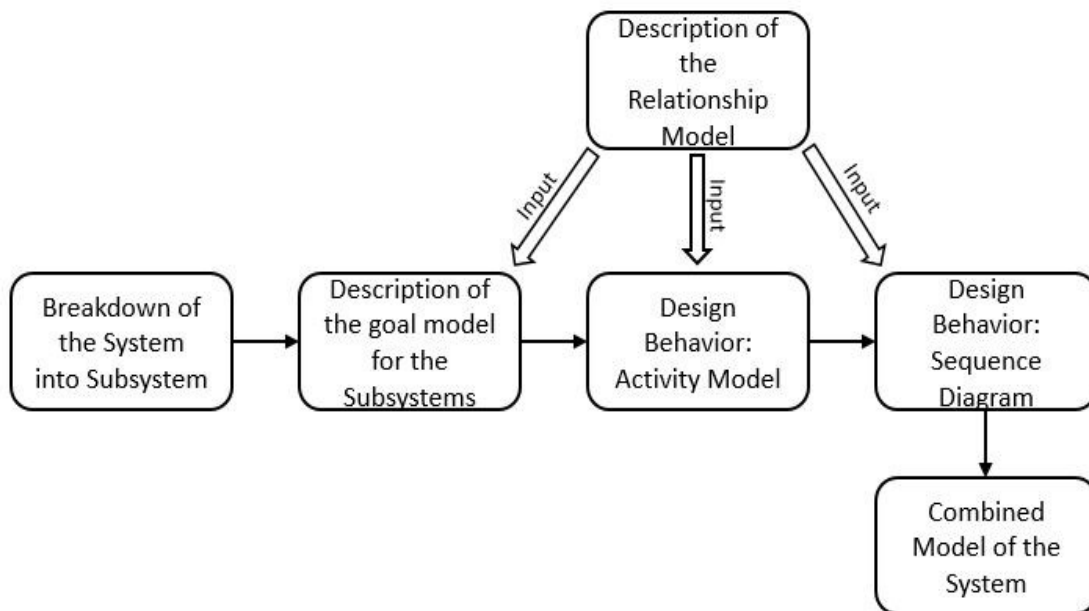 Description of
the
Relationship
Model
Input
Input
Input
Breakdown of
the System
into Subsystem
Description of
the goal model
for the
Subsystems
Design
Behavior:
Activity Model
Design
Behavior:
Sequence
Diagram
Combined
Model of the
System